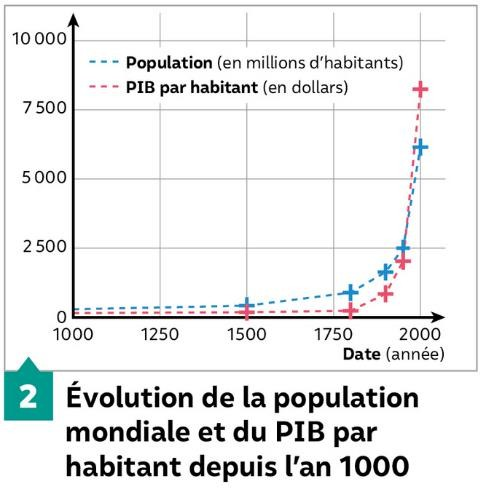 10 000
Population (en millions d'habitants)
PIB par habitant (en dollars)
7 500
5 000
2 500
0
1000 1250 1500 1750 2000
Date (année)
2 Évolution de la population
mondiale et du PIB par
habitant depuis l'an 1000